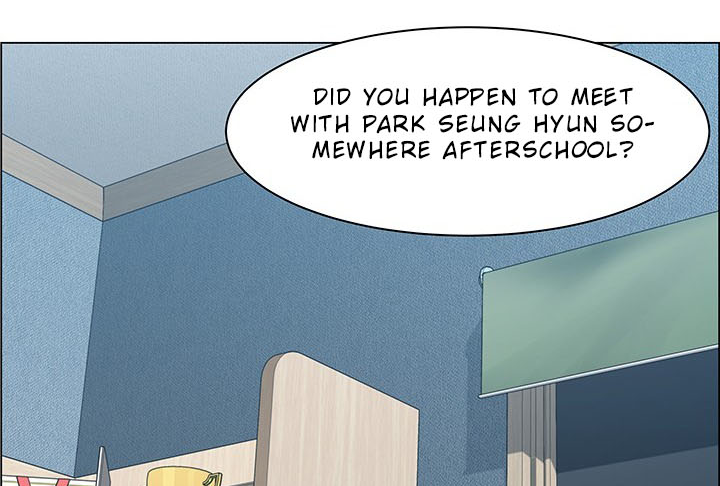 DID YOU HAPPEN TO MEET
WITH PARK SEUNG HYUN SO-
MEWHERE AFTERSCHOOL?